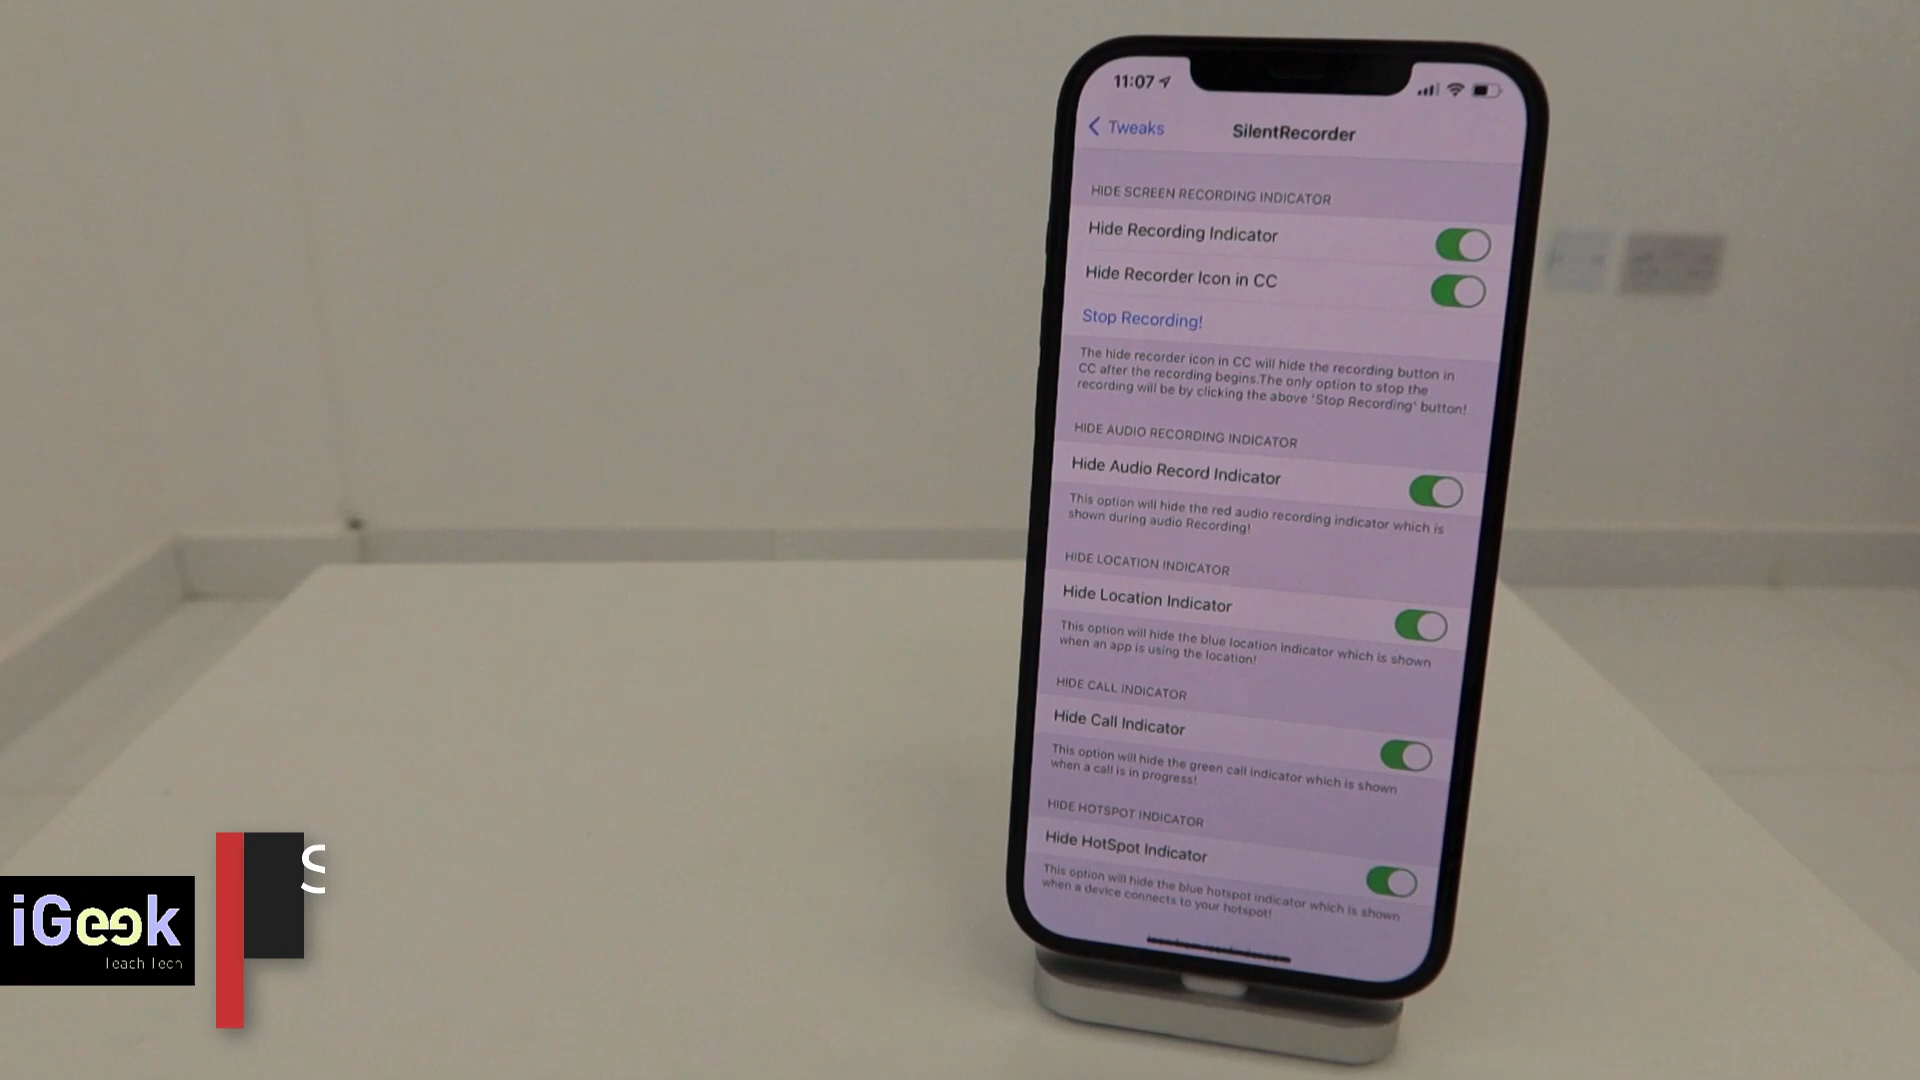 11:07
Tweaks
SilentRecorder
HIDE SCREEN RECORDING INDICATOR
Hide Recording Indicator
Hide Recorder Icon in CC
Stop Recording!
The hide recorder icon in CC will hide the recording button in
CC after the recording begins.The only option to stop the
recording will be by clicking the above 'Stop Recording' button!
HIDE AUDIO RECORDING INDICATOR
Hide Audio Record Indicator
This option will hide the red audio recording indicator which is
shown during audio Recording!
HIDE LOCATION INDICATOR
Hide Location Indicator
This option will hide the blue location indicator which is shown
when an app is using the location!
HIDE CALL INDICATOR
Hide Call Indicator
This option will hide the green call indicator which is shown
when a call is in progress!
HIDE HOTSPOT INDICATOR
Hide HotSpot Indicator
This option will hide the blue hotspot indicator which is shown
when a device connects to your hotspot!
S
iGeek
Teach Tech